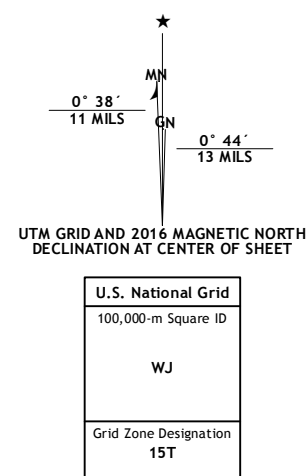 MN
0° 38´
11 MILS
GN
0° 44´
13 MILS
UTM GRID AND 2016 MAGNETIC NORTH
DECLINATION AT CENTER OF SHEET
U.S. National Grid
100,000-m Square ID
WJ
Grid Zone Designation
15T